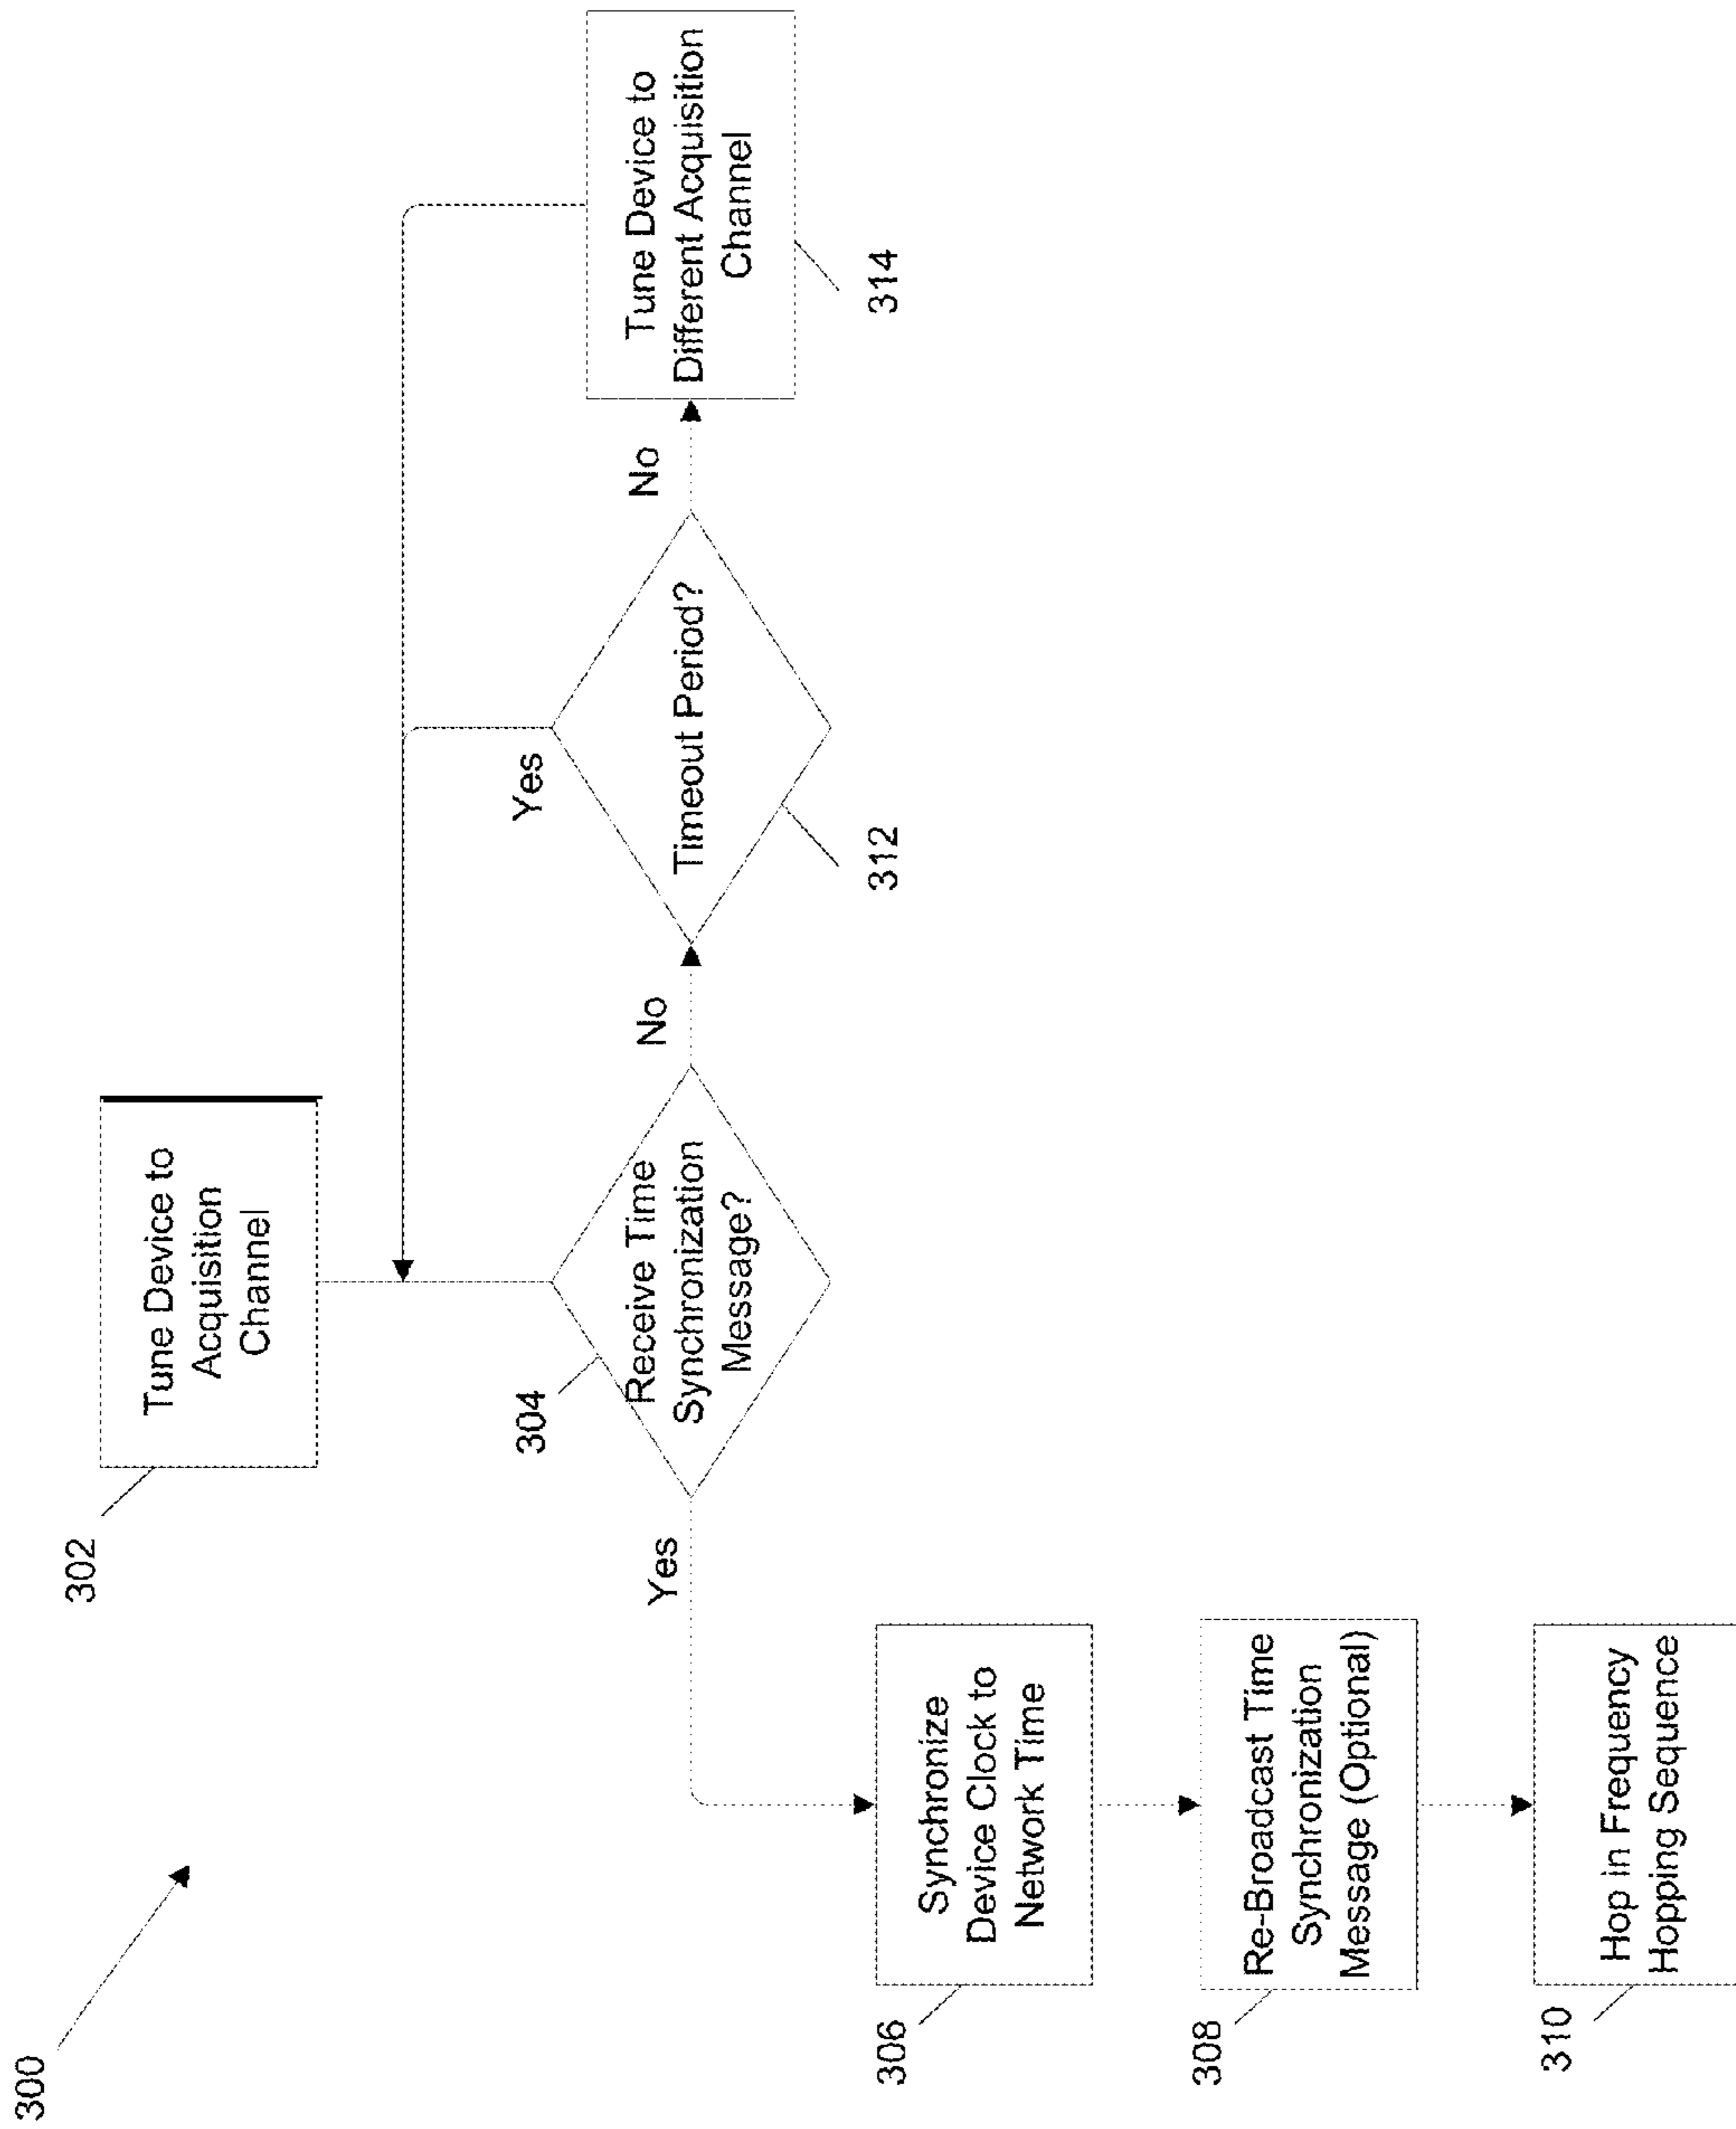 300
302
Tune Device to
Acquisition
Channel
304
Receive Time
Synchronization
Message?
Yes
No
Timeout Period?
312
Yes
No
Tune Device to
Different Acquisition
Channel
314
306
Synchronize
Device Clock to
Network Time
308
Re-Broadcast Time
Synchronization
Message (Optional)
310
Hop in Frequency
Hopping Sequence